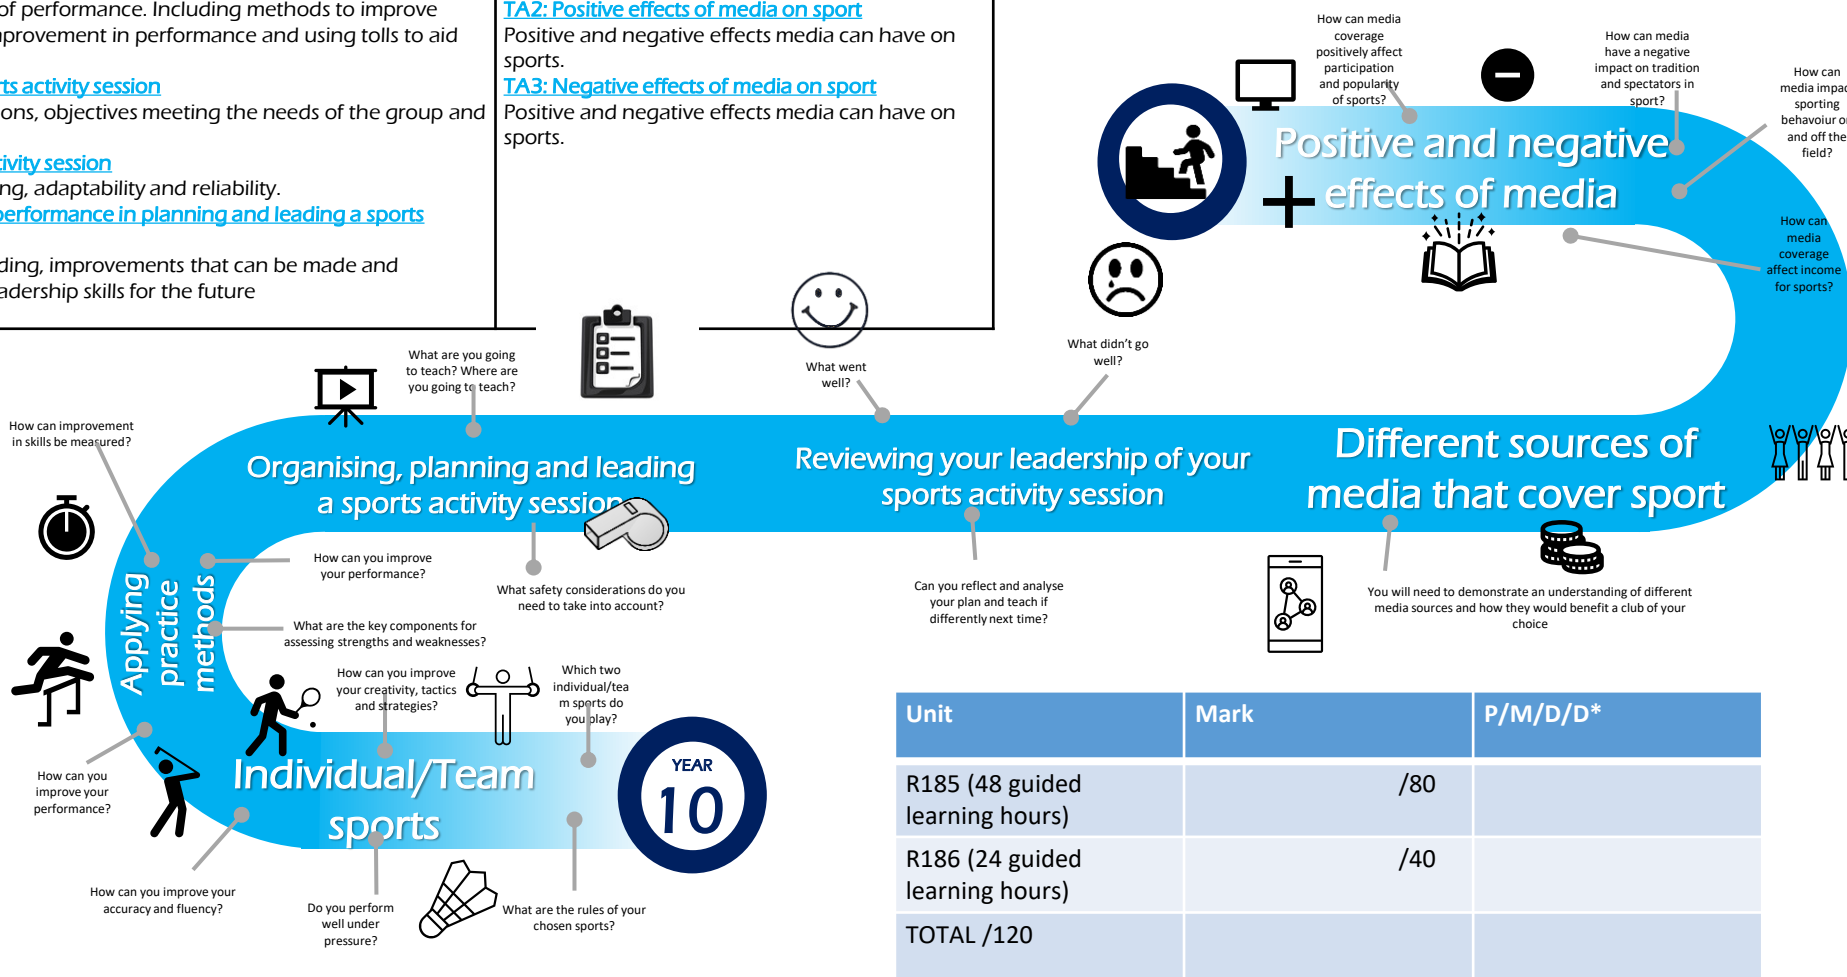 of performance. Including methods to improve
provement in performance and using tolls to aid
rts activity session
ons, objectives meeting the needs of the group and
tivity session
ng, adaptability and reliability.
performance in planning and leading a sports
ding, improvements that can be made and
eadership skills for the future
TA2: Positive effects of media on sport
Positive and negative effects media can have on
sports.
TA3: Negative effects of media on sport
Positive and negative effects media can have on
sports.
How can media
coverage
positively affect
participation
and popularity
of sports?
How can media
have a negative
impact on tradition
and spectators in
sport?
How can
media impac
sporting
behavoiur o
and off the
field?
Positive and negative
effects of media
How can
media
coverage
affect income
for sports?
What are you going
to teach? Where are
you going to teach?
What went
well?
What didn't go
well?
How can improvement
in skills be measured?
Organising, planning and leading
a sports activity session
Reviewing your leadership of your
sports activity session
Different sources of
media that cover sport
How can you improve
your performance?
What safety considerations do you
need to take into account?
Can you reflect and analyse
your plan and teach if
differently next time?
You will need to demonstrate an understanding of different
media sources and how they would benefit a club of your
choice
Applying
practice
methods
What are the key components for
assessing strengths and weaknesses?
How can you improve
your creativity, tactics
and strategies?
Which two
individual/tea
m sports do
you play?
How can you
improve your
performance?
Individual/Team
sports
YEAR
10
How can you improve your
accuracy and fluency?
Do you perform
well under
pressure?
What are the rules of your
chosen sports?
Unit Mark P/M/D/D*
R185 (48 guided
learning hours) /80
R186 (24 guided
learning hours) /40
TOTAL /120